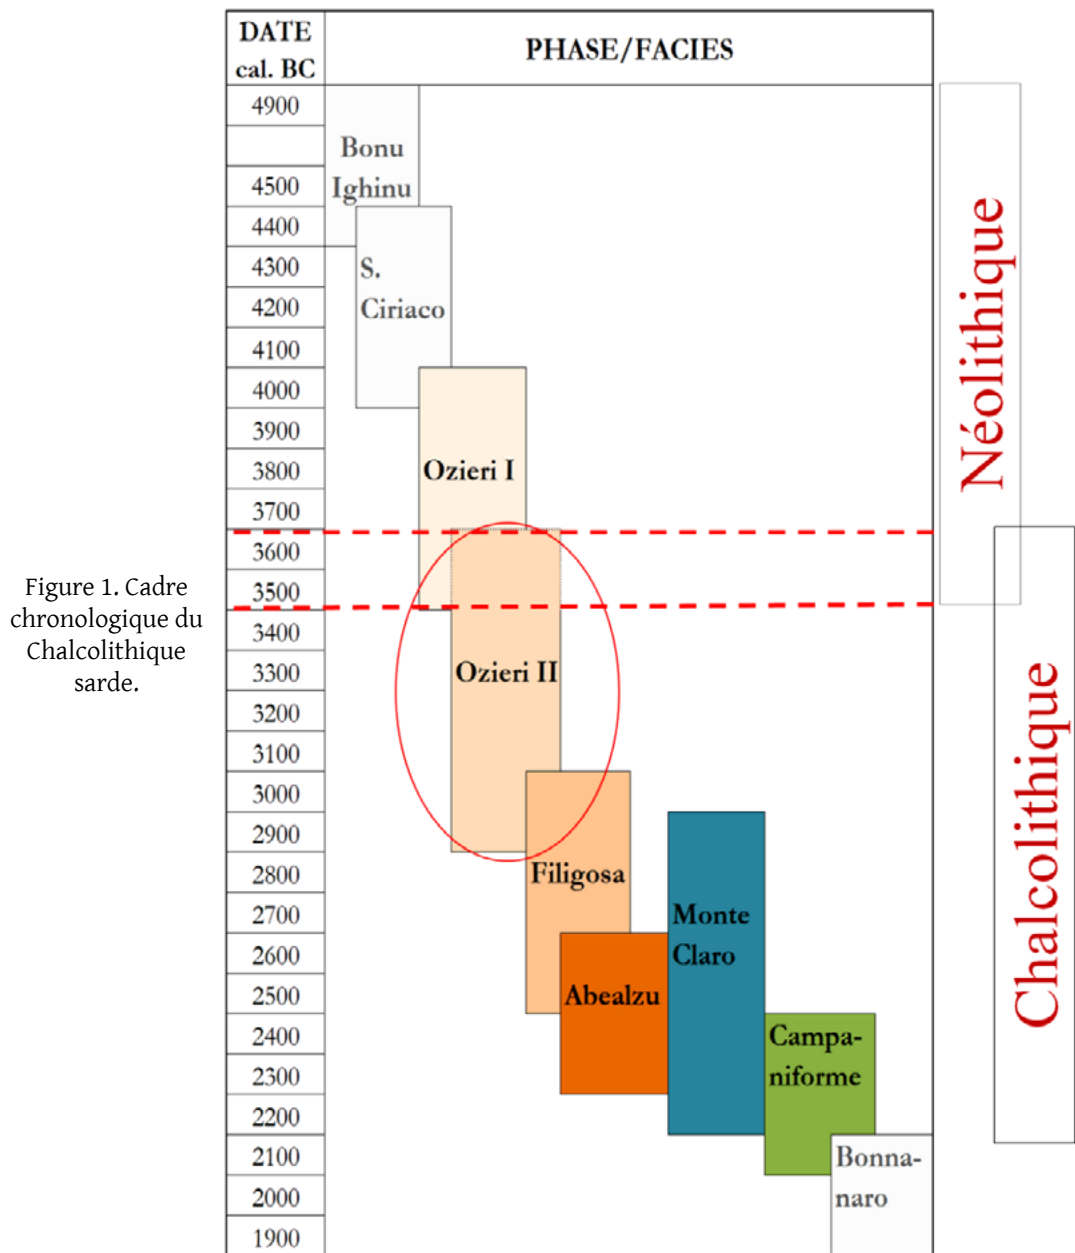 DATE
cal. BC
PHASE/FACIES
4900
4500
4400
4300
4200
4100
4000
3900
3800
3700
3600
3500
3400
3300
3200
3100
3000
2900
2800
2700
2600
2500
2400
2300
2200
2100
2000
1900
Bonu
Ighinu
S.
Ciriaco
Ozieri I
Ozieri II
Filigosa
Abealzu
Monte
Claro
Campa-
niforme
Bonna-
naro
Néolithique
Chalcolithique
Figure 1. Cadre
chronologique du
Chalcolithique
sarde.